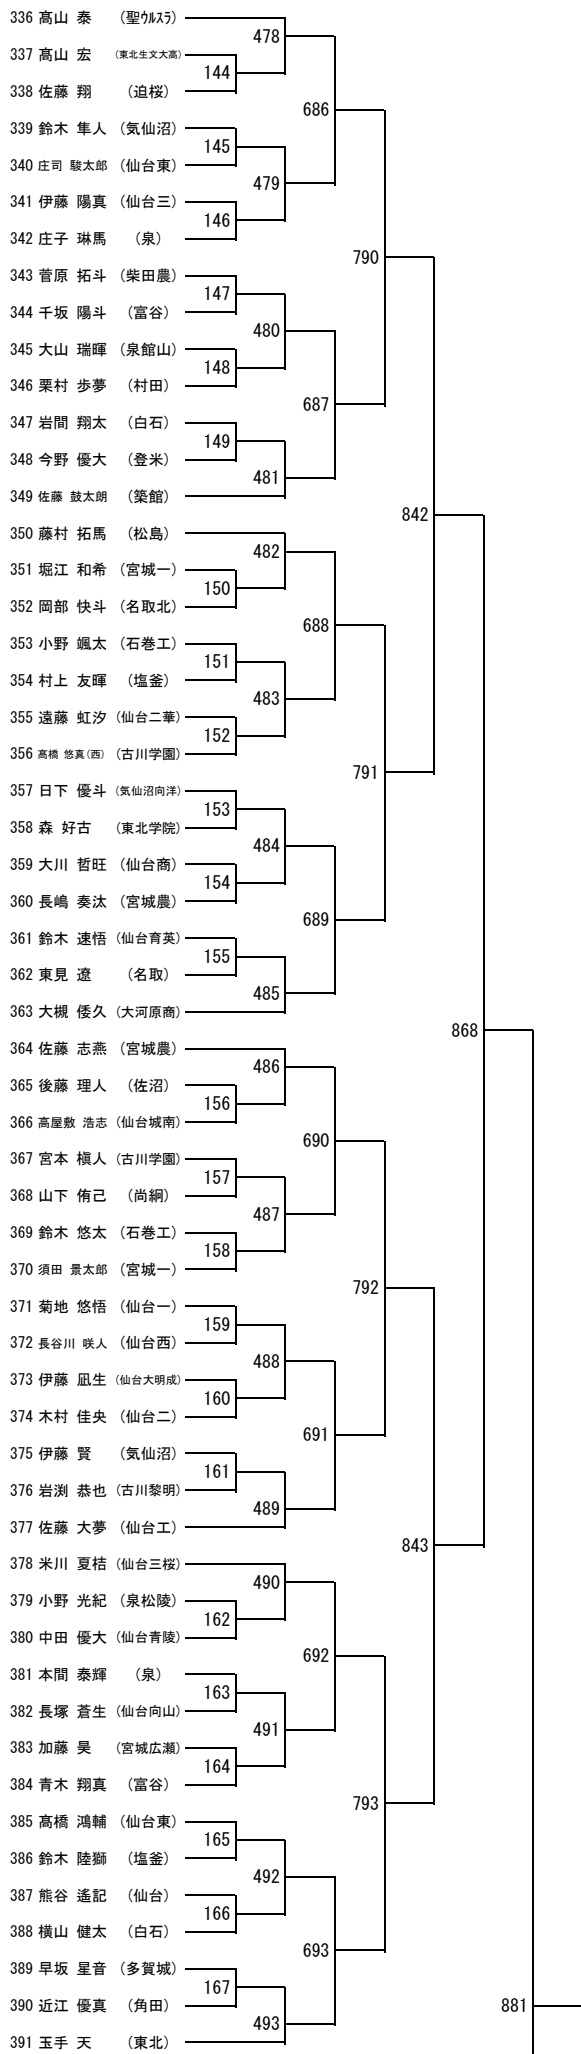 336 髙山 泰 (聖ウルスラ)
478
337 髙山 宏 (東北生文大高)
144
338 佐藤 翔 (迫桜)
686
339 鈴木 隼人 (気仙沼)
145
340 庄司 駿太郎 (仙台東)
479
341 伊藤 陽真 (仙台三)
146
342 庄子 琳馬 (泉)
790
343 菅原 拓斗 (柴田農)
147
344 千坂 陽斗 (富谷)
480
345 大山 瑞暉 (泉館山)
148
346 栗村 歩夢 (村田)
687
347 岩間 翔太 (白石)
149
348 今野 優大 (登米)
481
349 佐藤 鼓太朗 (築館)
842
350 藤村 拓馬 (松島)
482
351 堀江 和希 (宮城一)
150
352 岡部 快斗 (名取北)
688
353 小野 颯太 (石巻工)
151
354 村上 友暉 (塩釜)
483
355 遠藤 虹汐 (仙台二華)
152
356 髙橋 悠真(西) (古川学園)
791
357 日下 優斗 (気仙沼向洋)
153
358 森 好古 (東北学院)
484
359 大川 哲旺 (仙台商)
154
360 長嶋 奏汰 (宮城農)
689
361 鈴木 速悟 (仙台育英)
155
362 東見 遼 (名取)
485
363 大槻 倭久 (大河原商)
868
364 佐藤 志燕 (宮城農)
486
365 後藤 理人 (佐沼)
156
366 高屋敷 浩志 (仙台城南)
690
367 宮本 槇人 (古川学園)
157
368 山下 侑己 (尚絅)
487
369 鈴木 悠太 (石巻工)
158
370 須田 景太郎 (宮城一)
792
371 菊地 悠悟 (仙台一)
159
372 長谷川 咲人 (仙台西)
488
373 伊藤 凪生 (仙台大明成)
160
374 木村 佳央 (仙台二)
691
375 伊藤 賢 (気仙沼)
161
376 岩渕 恭也 (古川黎明)
489
377 佐藤 大夢 (仙台工)
843
378 米川 夏桔 (仙台三桜)
490
379 小野 光紀 (泉松陵)
162
380 中田 優大 (仙台青陵)
692
381 本間 泰輝 (泉)
163
382 長塚 蒼生 (仙台向山)
491
383 加藤 昊 (宮城広瀬)
164
384 青木 翔真 (富谷)
793
385 髙橋 鴻輔 (仙台東)
165
386 鈴木 陸獅 (塩釜)
492
387 熊谷 遙記 (仙台)
166
388 横山 健太 (白石)
693
389 早坂 星音 (多賀城)
167
390 近江 優真 (角田)
881
493
391 玉手 天 (東北)